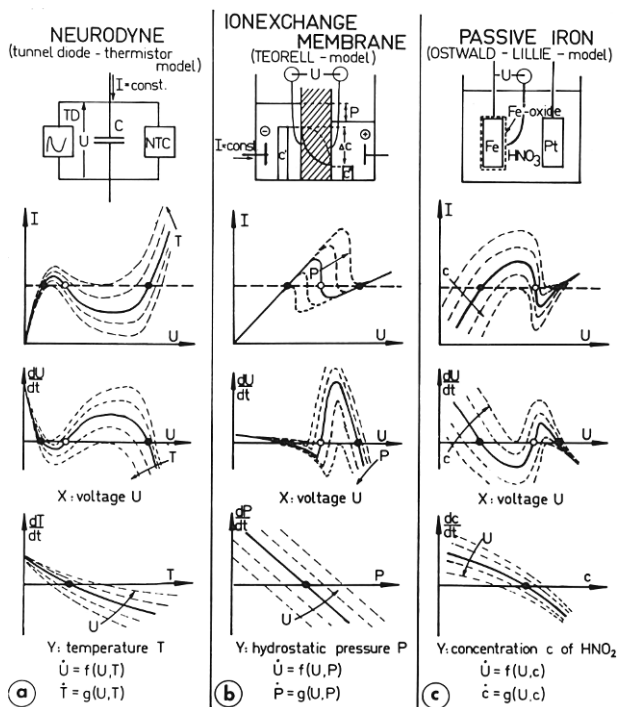 NEURODYNE
(tunnel diode - thermistor
model)
I=const.
TD
U
C
NTC
I
T
U
dU
dt
U
T
X: voltage U
dT
dt
T
U
Y: temperature T
U̇ = f(U,T)
Ṫ = g(U,T)
a
IONEXCHANGE
MEMBRANE
(TEORELL - model)
U
P
⊖
⊕
Δc
I=const
c'
c"
I
P
U
dU
dt
U
P
X: voltage U
dP
dt
P
U
Y: hydrostatic pressure P
U̇ = f(U,P)
Ṗ = g(U,P)
b
PASSIVE IRON
(OSTWALD - LILLIE - model)
U
Fe-oxide
Fe
HNO3
Pt
I
c
U
dU
dt
U
c
X: voltage U
dc
dt
U
c
Y: concentration c of HNO2
U̇ = f(U,c)
ċ = g(U,c)
c